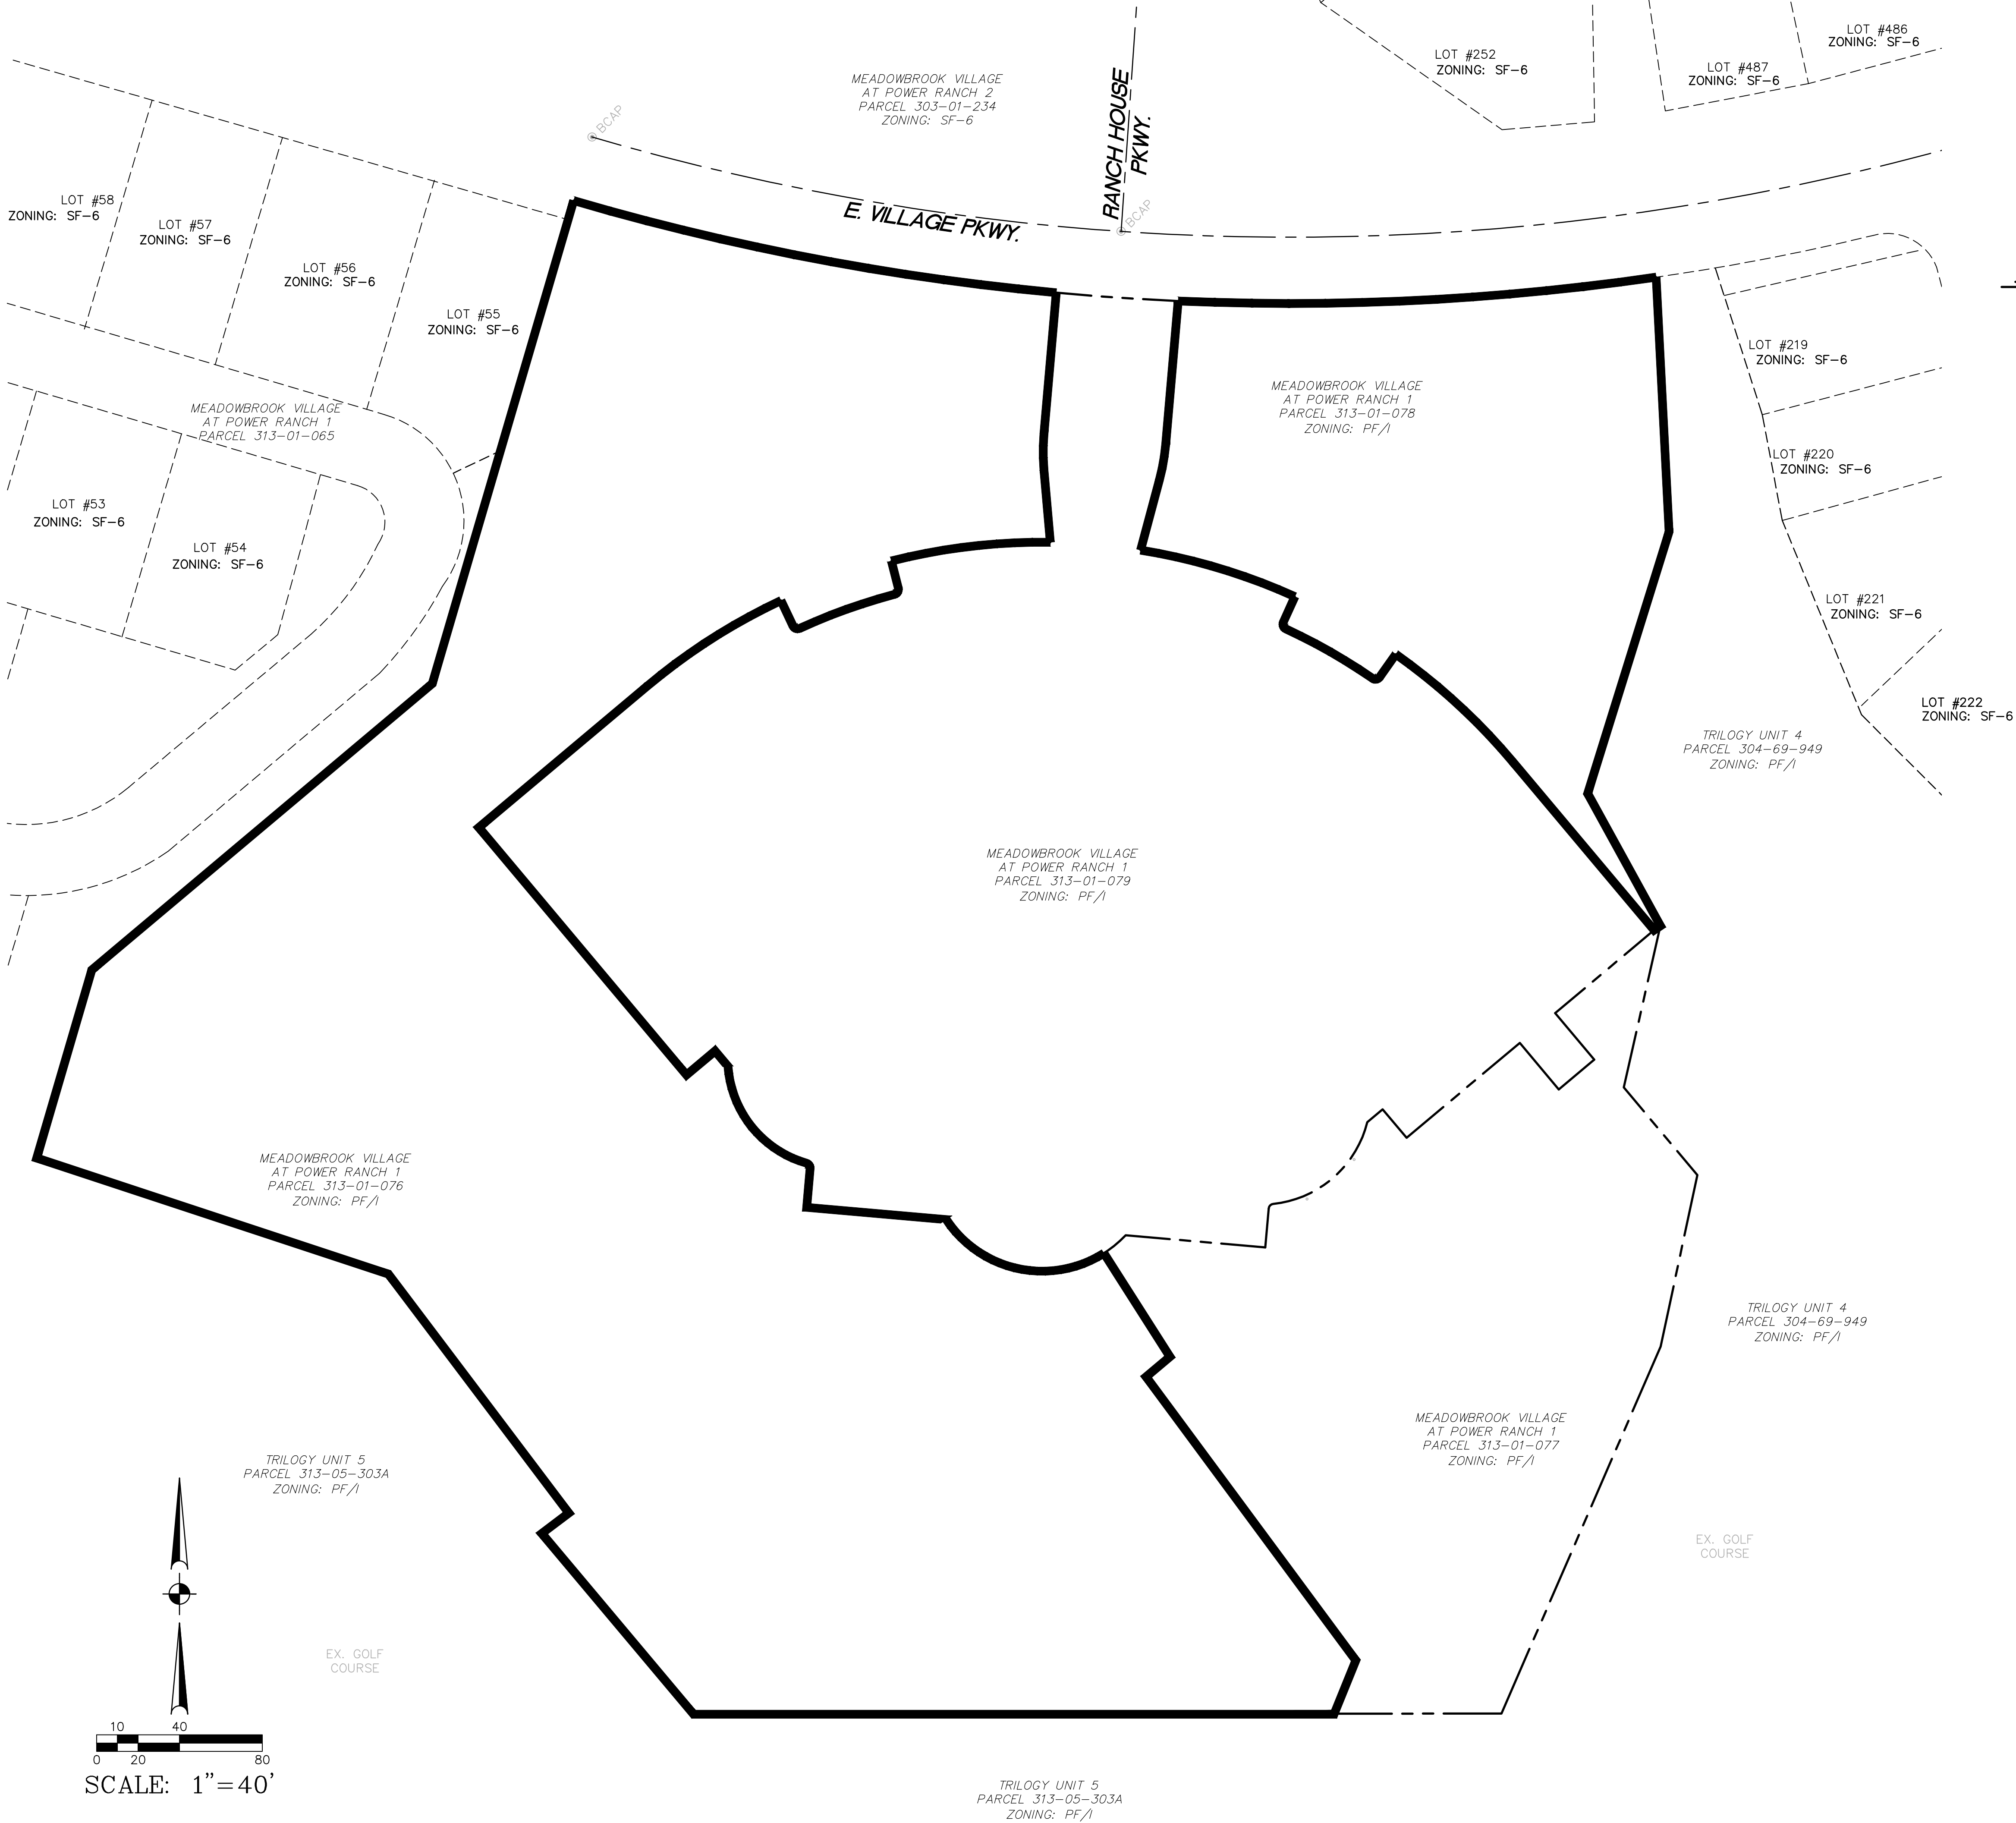 LOT #486
ZONING: SF-6
LOT #252
ZONING: SF-6
LOT #487
ZONING: SF-6
MEADOWBROOK VILLAGE
AT POWER RANCH 2
PARCEL 303-01-234
ZONING: SF-6
RANCH HOUSE
PKWY.
BCAP
BCAP
E. VILLAGE PKWY.
LOT #58
ZONING: SF-6
LOT #57
ZONING: SF-6
LOT #56
ZONING: SF-6
LOT #55
ZONING: SF-6
MEADOWBROOK VILLAGE
AT POWER RANCH 1
PARCEL 313-01-065
MEADOWBROOK VILLAGE
AT POWER RANCH 1
PARCEL 313-01-078
ZONING: PF/I
LOT #219
ZONING: SF-6
LOT #220
ZONING: SF-6
LOT #53
ZONING: SF-6
LOT #54
ZONING: SF-6
LOT #221
ZONING: SF-6
LOT #222
ZONING: SF-6
TRILOGY UNIT 4
PARCEL 304-69-949
ZONING: PF/I
MEADOWBROOK VILLAGE
AT POWER RANCH 1
PARCEL 313-01-079
ZONING: PF/I
MEADOWBROOK VILLAGE
AT POWER RANCH 1
PARCEL 313-01-076
ZONING: PF/I
TRILOGY UNIT 4
PARCEL 304-69-949
ZONING: PF/I
MEADOWBROOK VILLAGE
AT POWER RANCH 1
PARCEL 313-01-077
ZONING: PF/I
TRILOGY UNIT 5
PARCEL 313-05-303A
ZONING: PF/I
EX. GOLF
COURSE
EX. GOLF
COURSE
10 40
0 20 80
SCALE: 1"=40'
TRILOGY UNIT 5
PARCEL 313-05-303A
ZONING: PF/I